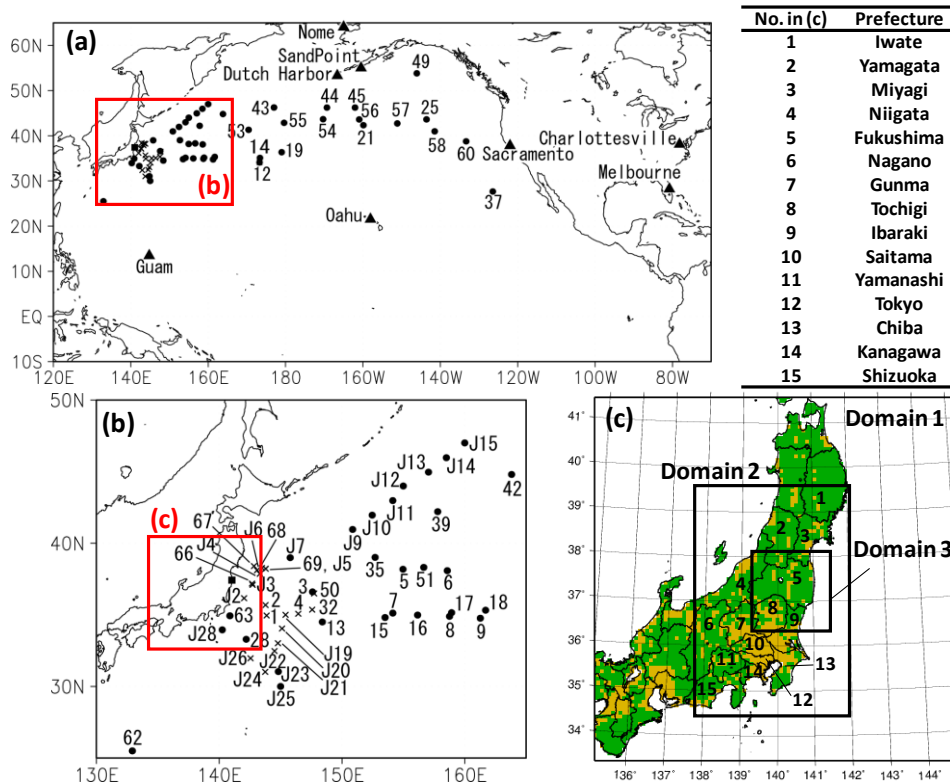 (a)
Nome
SandPoint
Dutch Harbor
49
43
44
45
56
57
25
53
55
54
21
58
14
19
60
12
Sacramento
Charlottesville
Melbourne
37
(b)
Oahu
Guam
60N
50N
40N
30N
20N
10N
EQ
10S
120E
140E
160E
180
160W
140W
120W
100W
80W
No. in (c) Prefecture
1 Iwate
2 Yamagata
3 Miyagi
4 Niigata
5 Fukushima
6 Nagano
7 Gunma
8 Tochigi
9 Ibaraki
10 Saitama
11 Yamanashi
12 Tokyo
13 Chiba
14 Kanagawa
15 Shizuoka
(b)
50N
40N
30N
130E
140E
150E
160E
J15
J13
J14
J12
42
J11
39
J10
J9
(c)
67
J6
68
J4
J7
66
69, J5
35
J3
5
51
6
J2
3
50
2
4
32
63
1
13
7
18
15
16
8
9
J28
28
J19
J26
J22
J20
J24
J23
J21
J25
62
(c)
Domain 1
Domain 2
Domain 3
41°
40°
39°
38°
37°
36°
35°
34°
136°
137°
138°
139°
140°
141°
142°
143°
144°
1
2
3
4
5
6
7
8
9
10
11
14
15
13
12